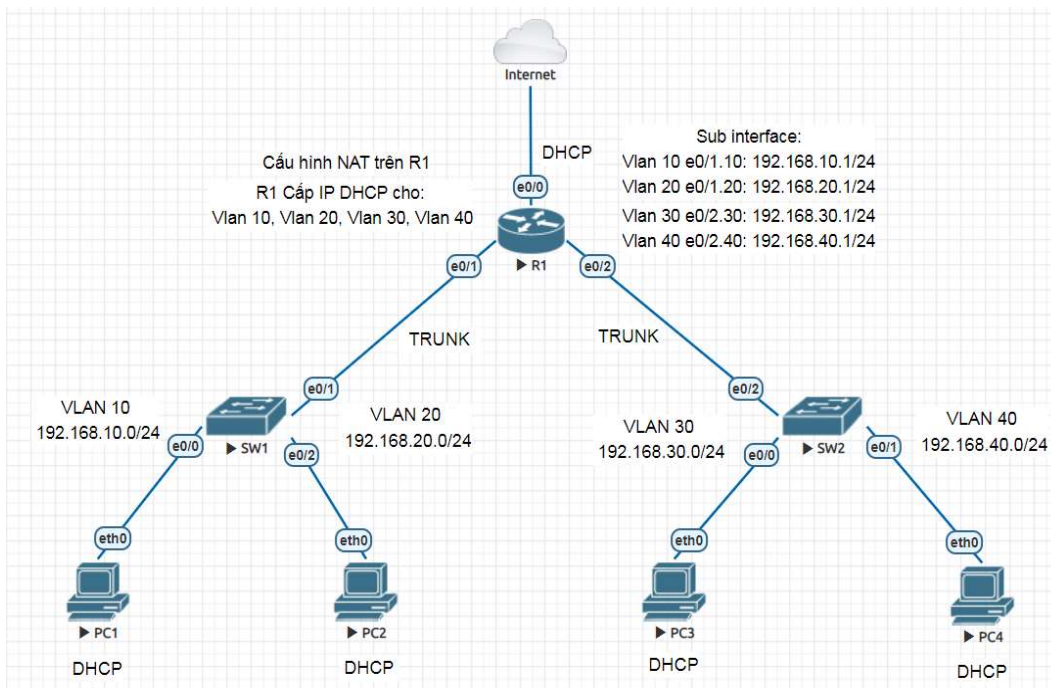 Internet
DHCP
e0/0
Cấu hình NAT trên R1
R1 Cấp IP DHCP cho:
Vlan 10, Vlan 20, Vlan 30, Vlan 40
Sub interface:
Vlan 10 e0/1.10: 192.168.10.1/24
Vlan 20 e0/1.20: 192.168.20.1/24
Vlan 30 e0/2.30: 192.168.30.1/24
Vlan 40 e0/2.40: 192.168.40.1/24
e0/1
R1
e0/2
TRUNK
TRUNK
e0/1
e0/2
VLAN 10
192.168.10.0/24
e0/0
SW1
VLAN 20
192.168.20.0/24
e0/2
VLAN 30
192.168.30.0/24
e0/0
SW2
VLAN 40
192.168.40.0/24
e0/1
eth0
eth0
eth0
eth0
PC1
PC2
PC3
PC4
DHCP
DHCP
DHCP
DHCP